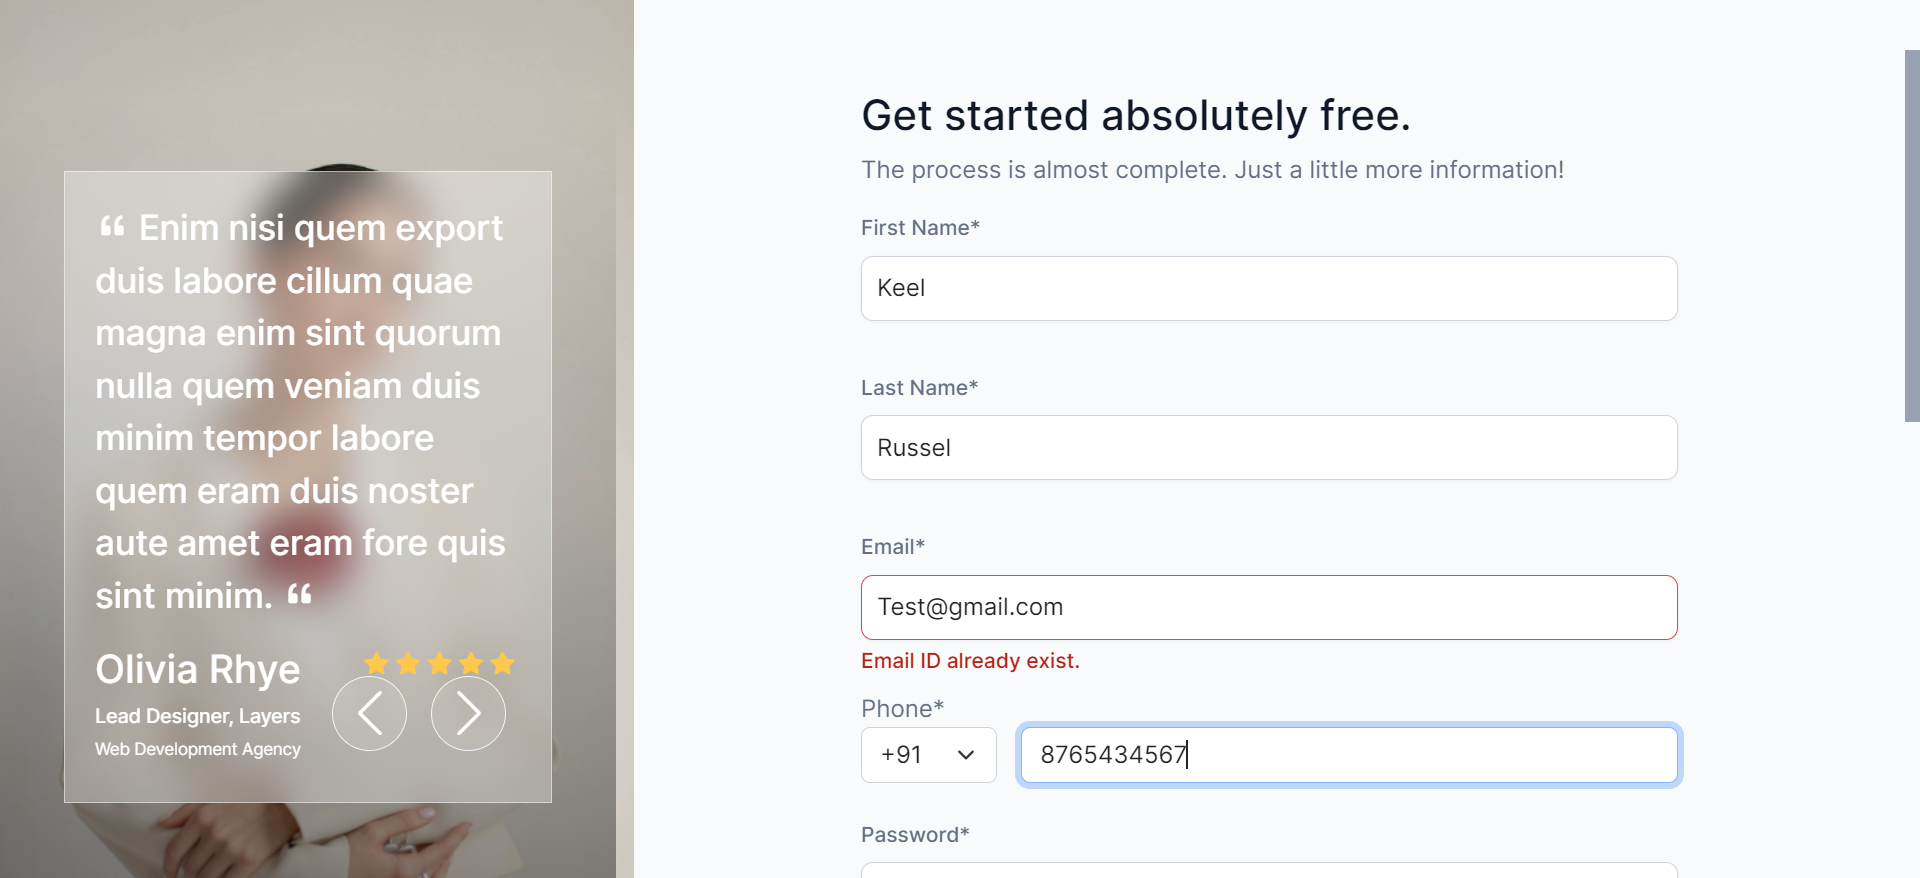 “ Enim nisi quem export
duis labore cillum quae
magna enim sint quorum
nulla quem veniam duis
minim tempor labore
quem eram duis noster
aute amet eram fore quis
sint minim. “
Olivia Rhye
Lead Designer, Layers
Web Development Agency
Get started absolutely free.
The process is almost complete. Just a little more information!
First Name*
Keel
Last Name*
Russel
Email*
Test@gmail.com
Email ID already exist.
Phone*
+91 8765434567
Password*